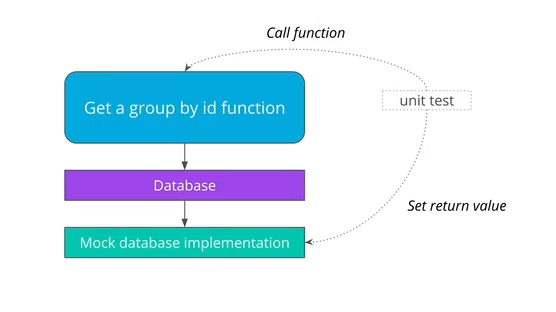 Call function
Get a group by id function
unit test
Database
Set return value
Mock database implementation